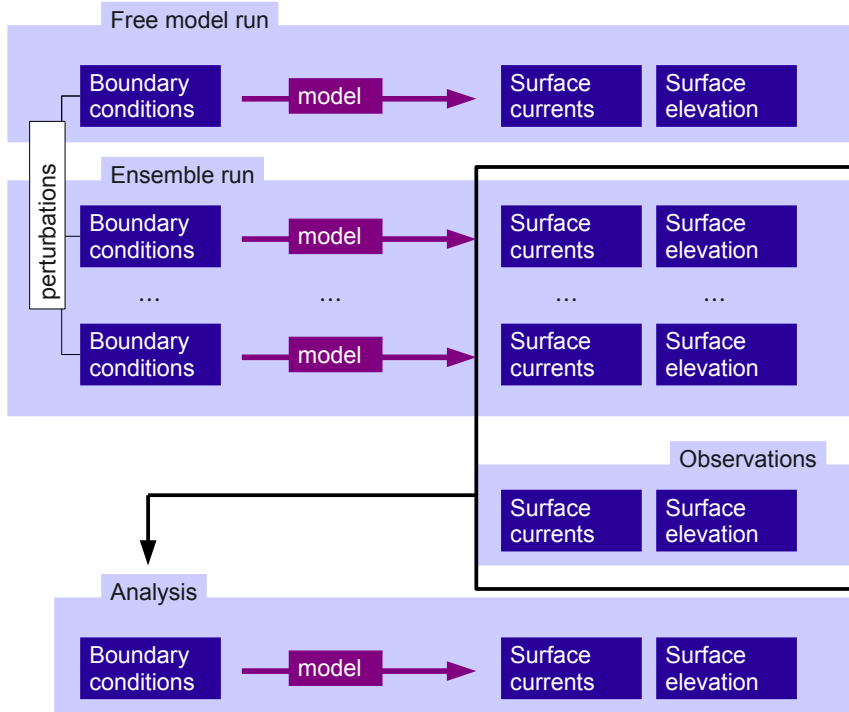 Free model run
Boundary
conditions
model
Surface
currents
Surface
elevation
perturbations
Ensemble run
Boundary
conditions
model
Surface
currents
Surface
elevation
...
...
...
...
Boundary
conditions
model
Surface
currents
Surface
elevation
Observations
Surface
currents
Surface
elevation
Analysis
Boundary
conditions
model
Surface
currents
Surface
elevation